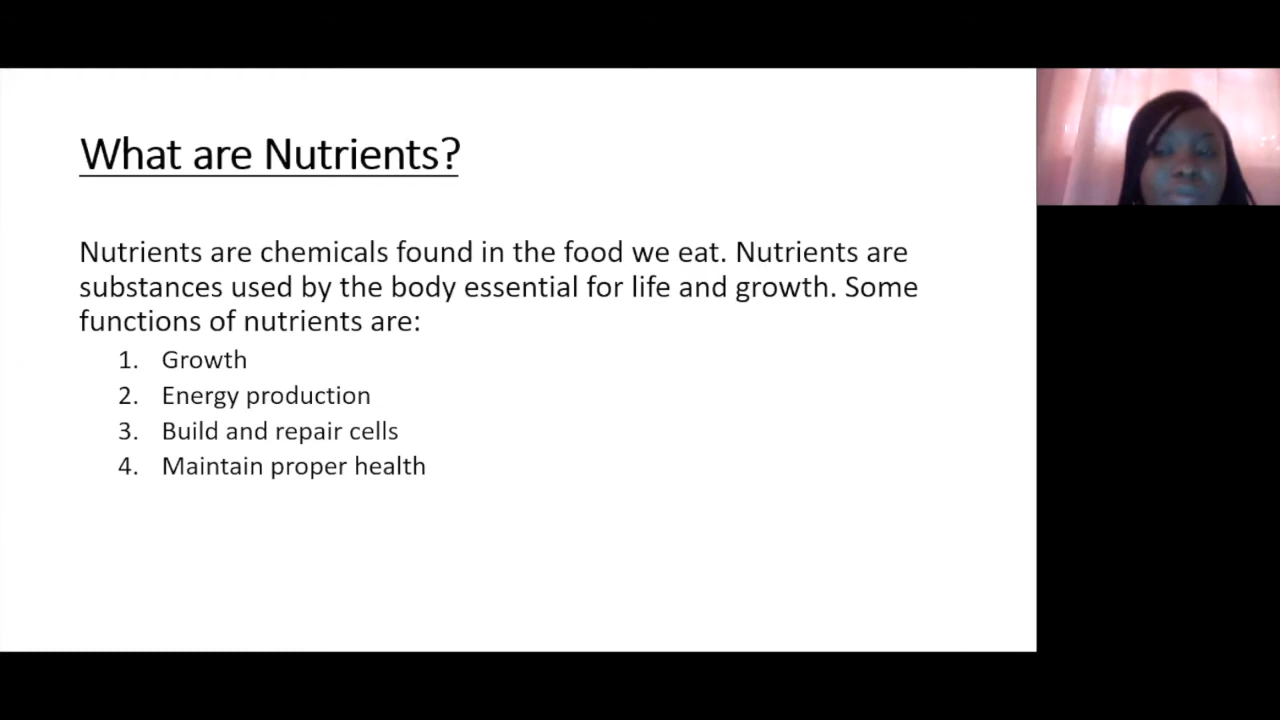 What are Nutrients?
Nutrients are chemicals found in the food we eat. Nutrients are
substances used by the body essential for life and growth. Some
functions of nutrients are:
1. Growth
2. Energy production
3. Build and repair cells
4. Maintain proper health